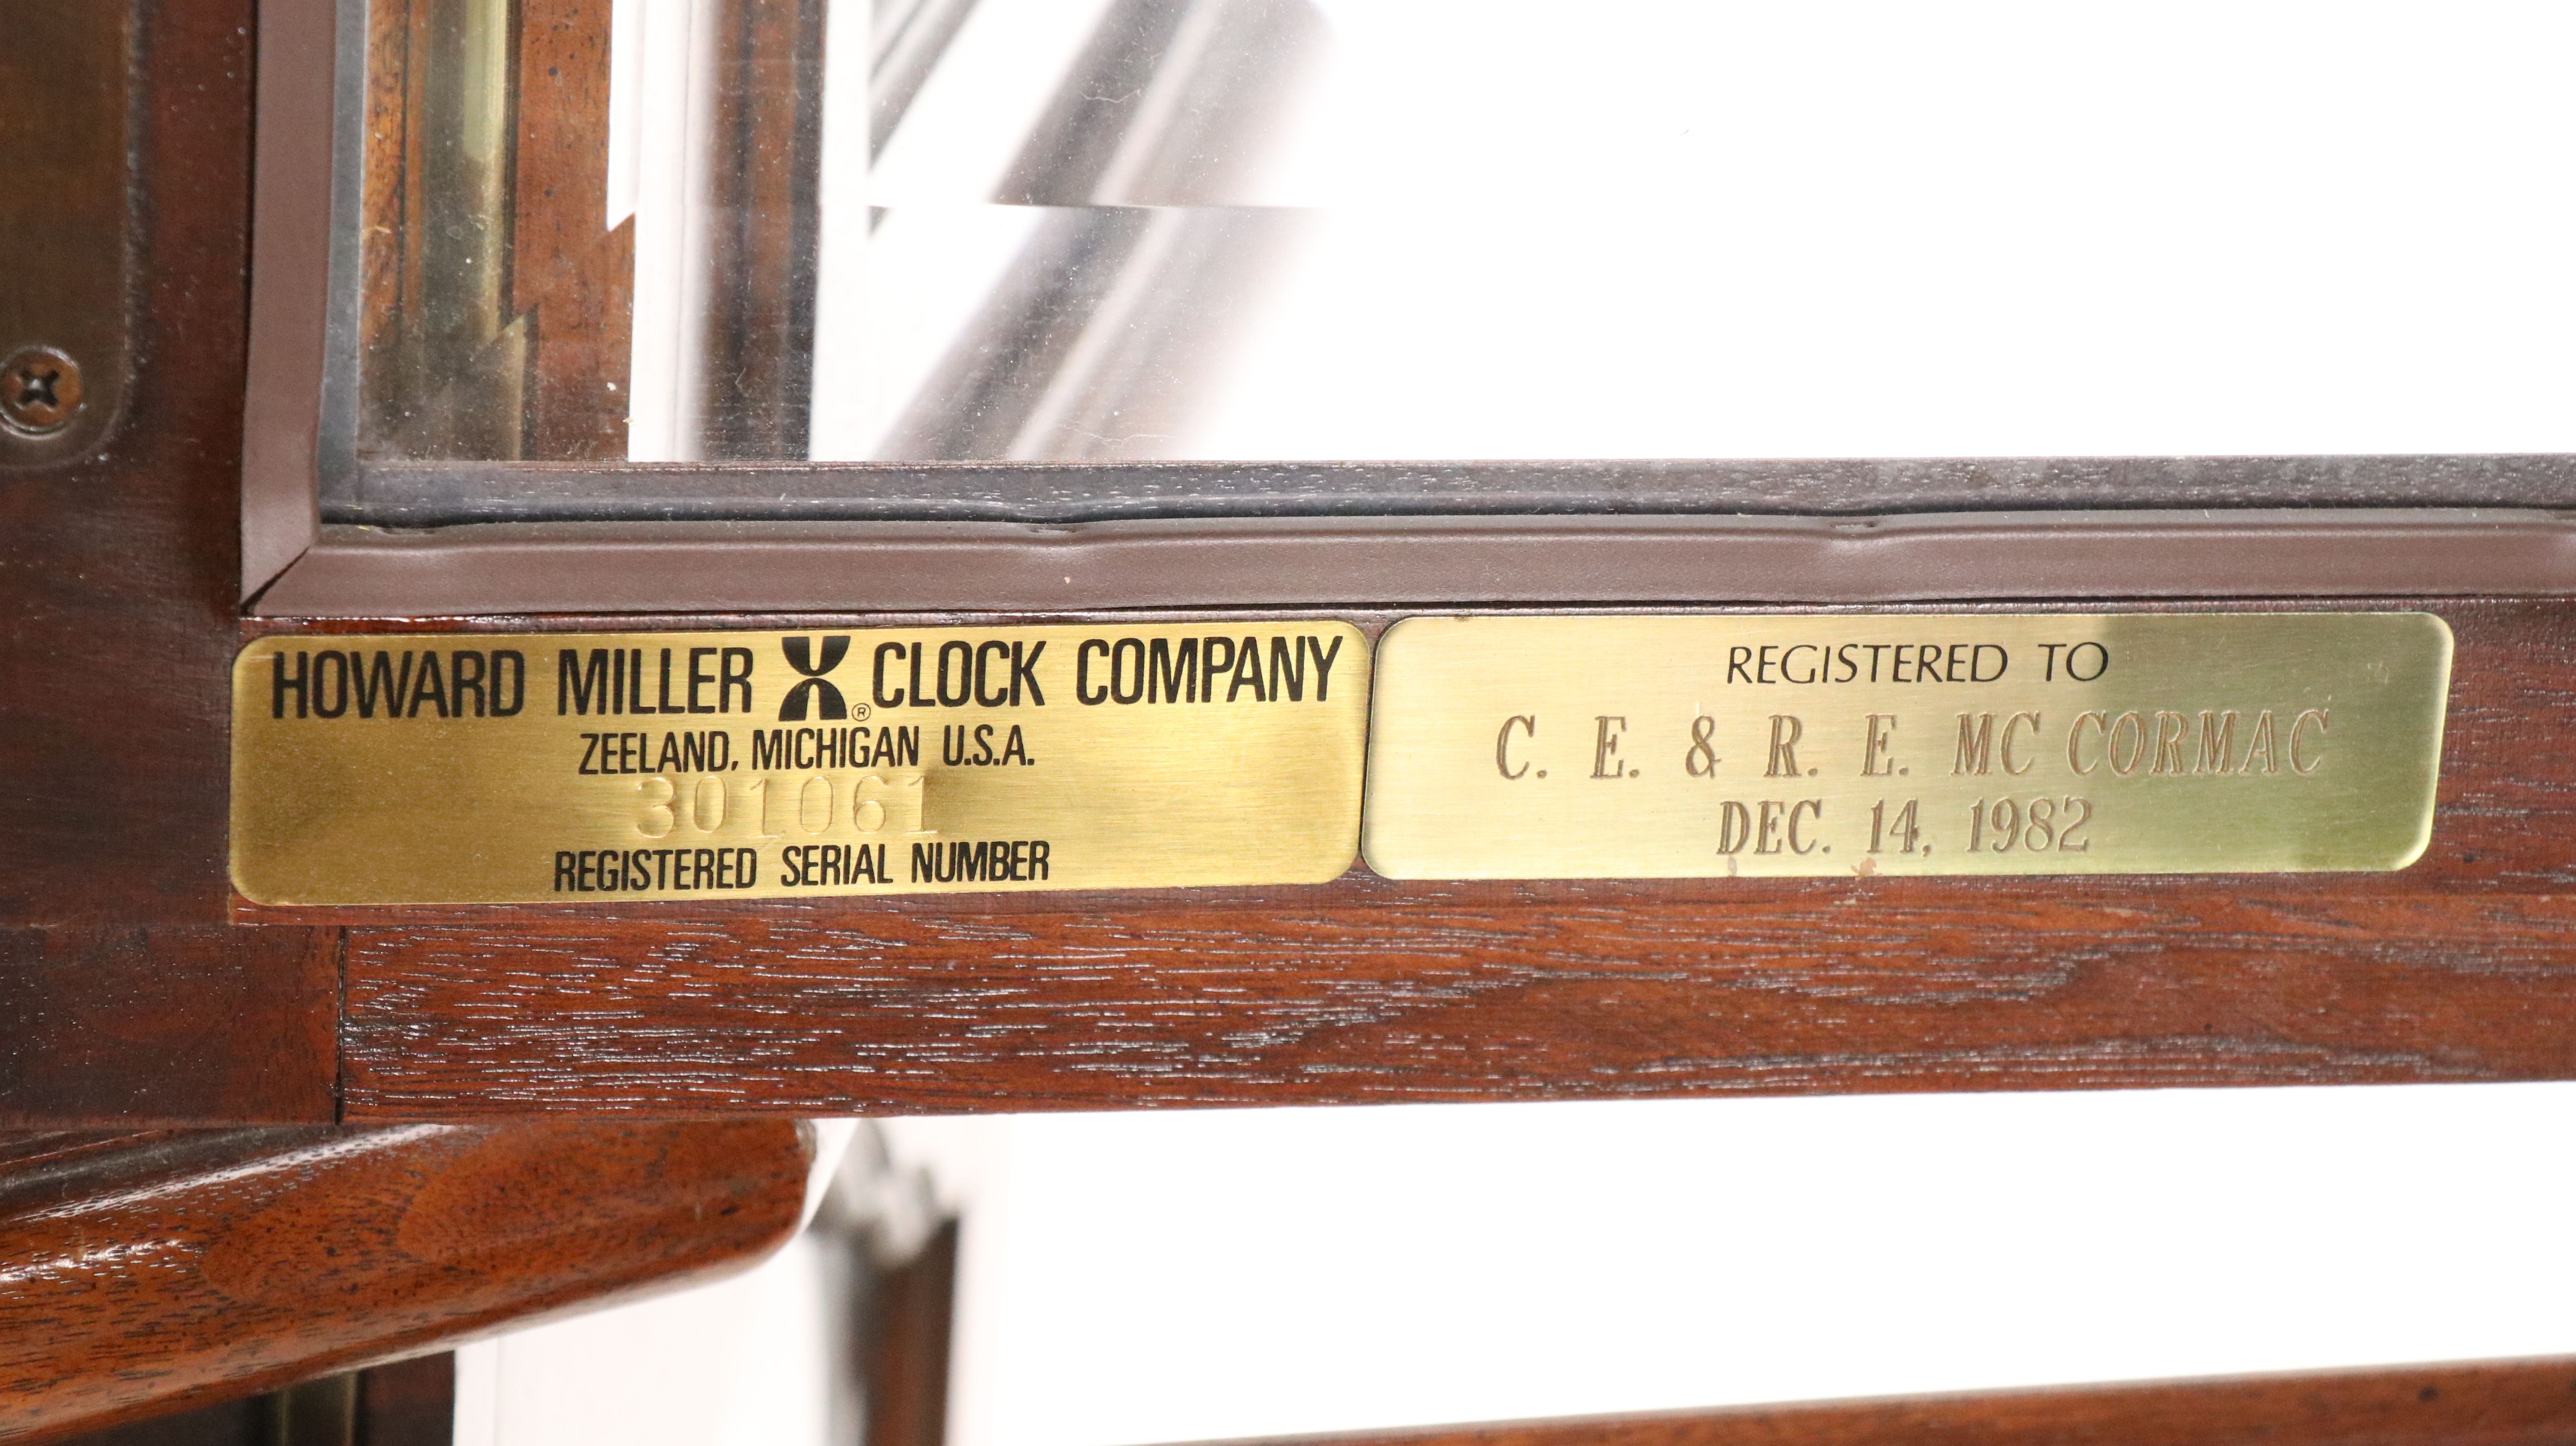 HOWARD MILLER ® CLOCK COMPANY
ZEELAND, MICHIGAN U.S.A.
301061
REGISTERED SERIAL NUMBER
REGISTERED TO
C. E. & R. E. MC CORMAC
DEC. 14, 1982